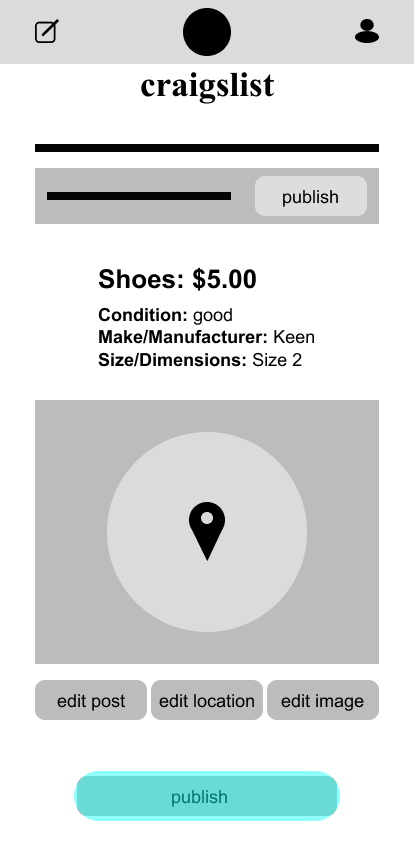 craigslist
publish
Shoes: $5.00
Condition: good
Make/Manufacturer: Keen
Size/Dimensions: Size 2
edit post
edit location
edit image
publish